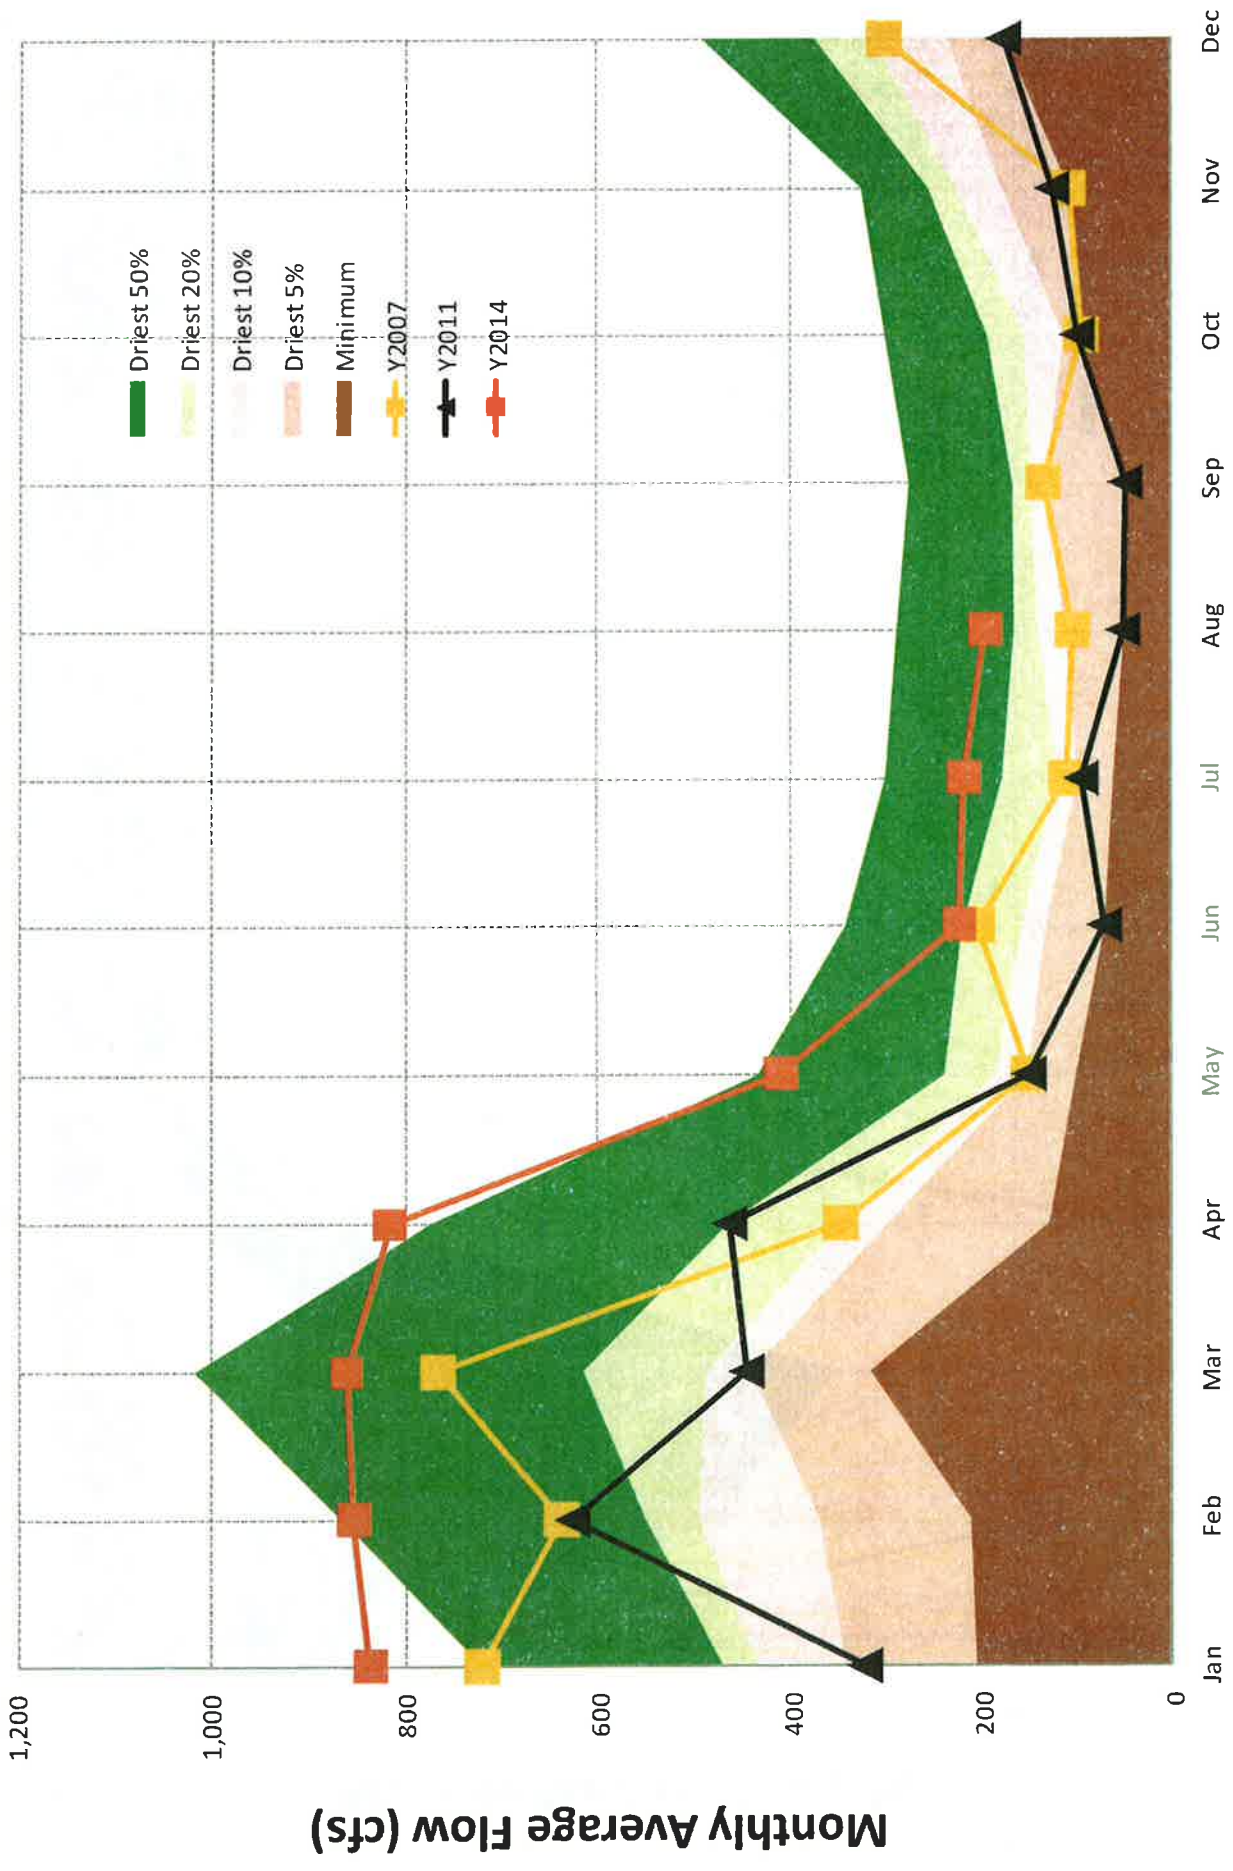 Monthly Average Flow (cfs)
1,200
1,000
800
600
400
200
0
Driest 50%
Driest 20%
Driest 10%
Driest 5%
Minimum
Y2007
Y2011
Y2014
Jan
Feb
Mar
Apr
May
Jun
Jul
Aug
Sep
Oct
Nov
Dec